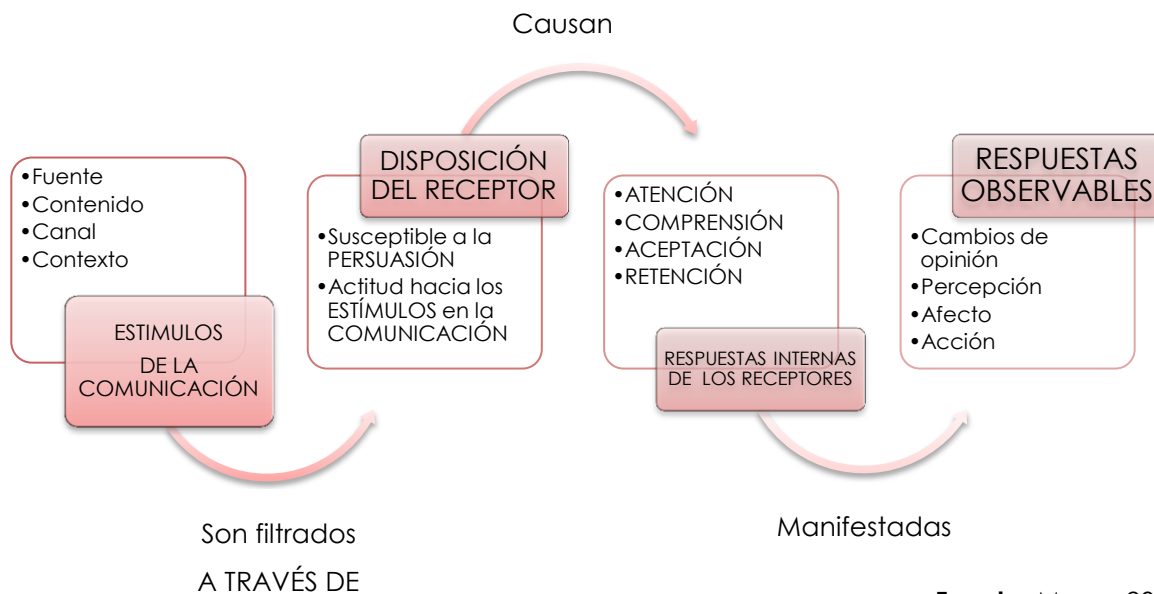 Causan
•Fuente
•Contenido
•Canal
•Contexto
ESTIMULOS
DE LA
COMUNICACIÓN
Son filtrados
A TRAVÉS DE
DISPOSICIÓN
DEL RECEPTOR
•Susceptible a la
PERSUASIÓN
•Actitud hacia los
ESTÍMULOS en la
COMUNICACIÓN
•ATENCIÓN
•COMPRENSIÓN
•ACEPTACIÓN
•RETENCIÓN
RESPUESTAS INTERNAS
DE LOS RECEPTORES
Manifestadas
RESPUESTAS
OBSERVABLES
•Cambios de
opinión
•Percepción
•Afecto
•Acción